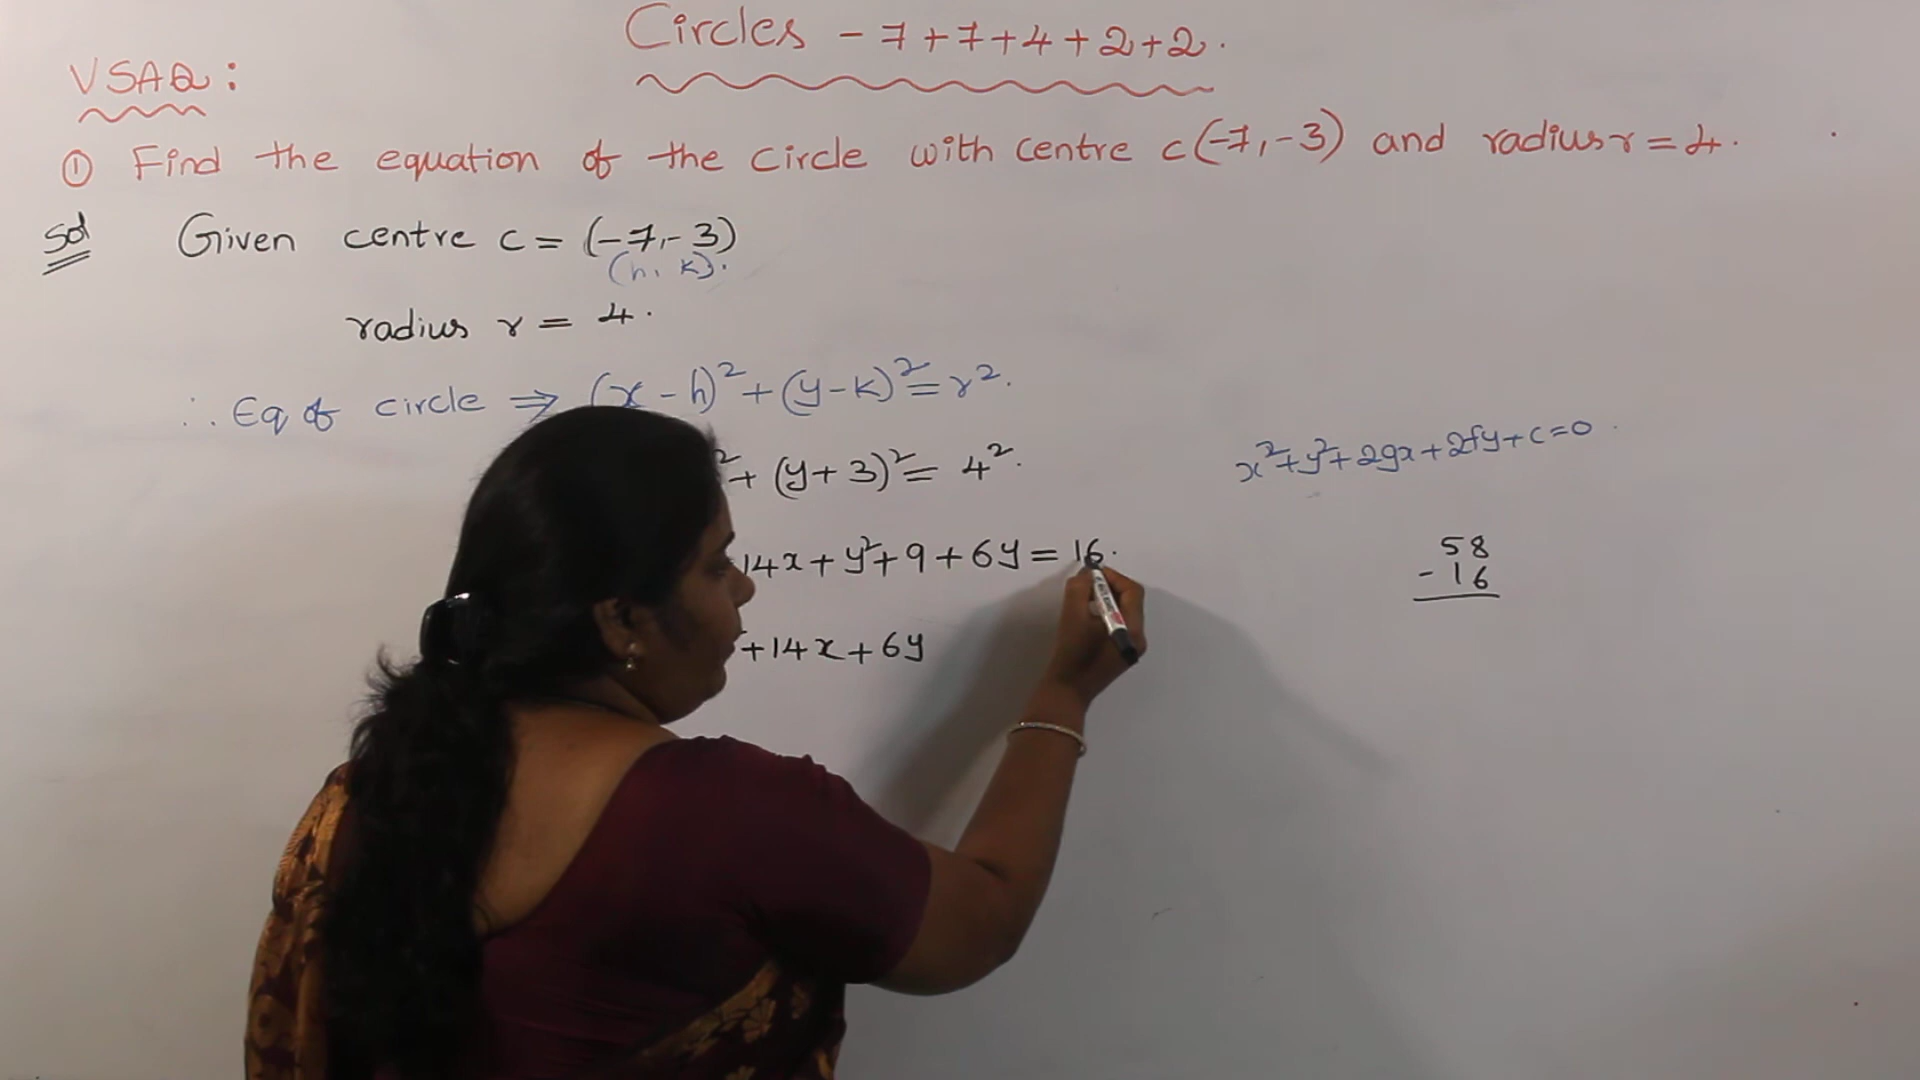 Circles - 7+7+4+2+2.
VSAQ:
① Find the equation of the circle with centre c(-7,-3) and radius r = 4.
Sol Given centre c = (-7,-3)
(h, k).
radius r = 4.
∴ Eq of circle ⇒ (x-h)²+(y-k)²=r².
²+(y+3)²=4².
x²+y²+2gx+2fy+c=0
14x+y²+9+6y=16.
58
-16
+14x+6y